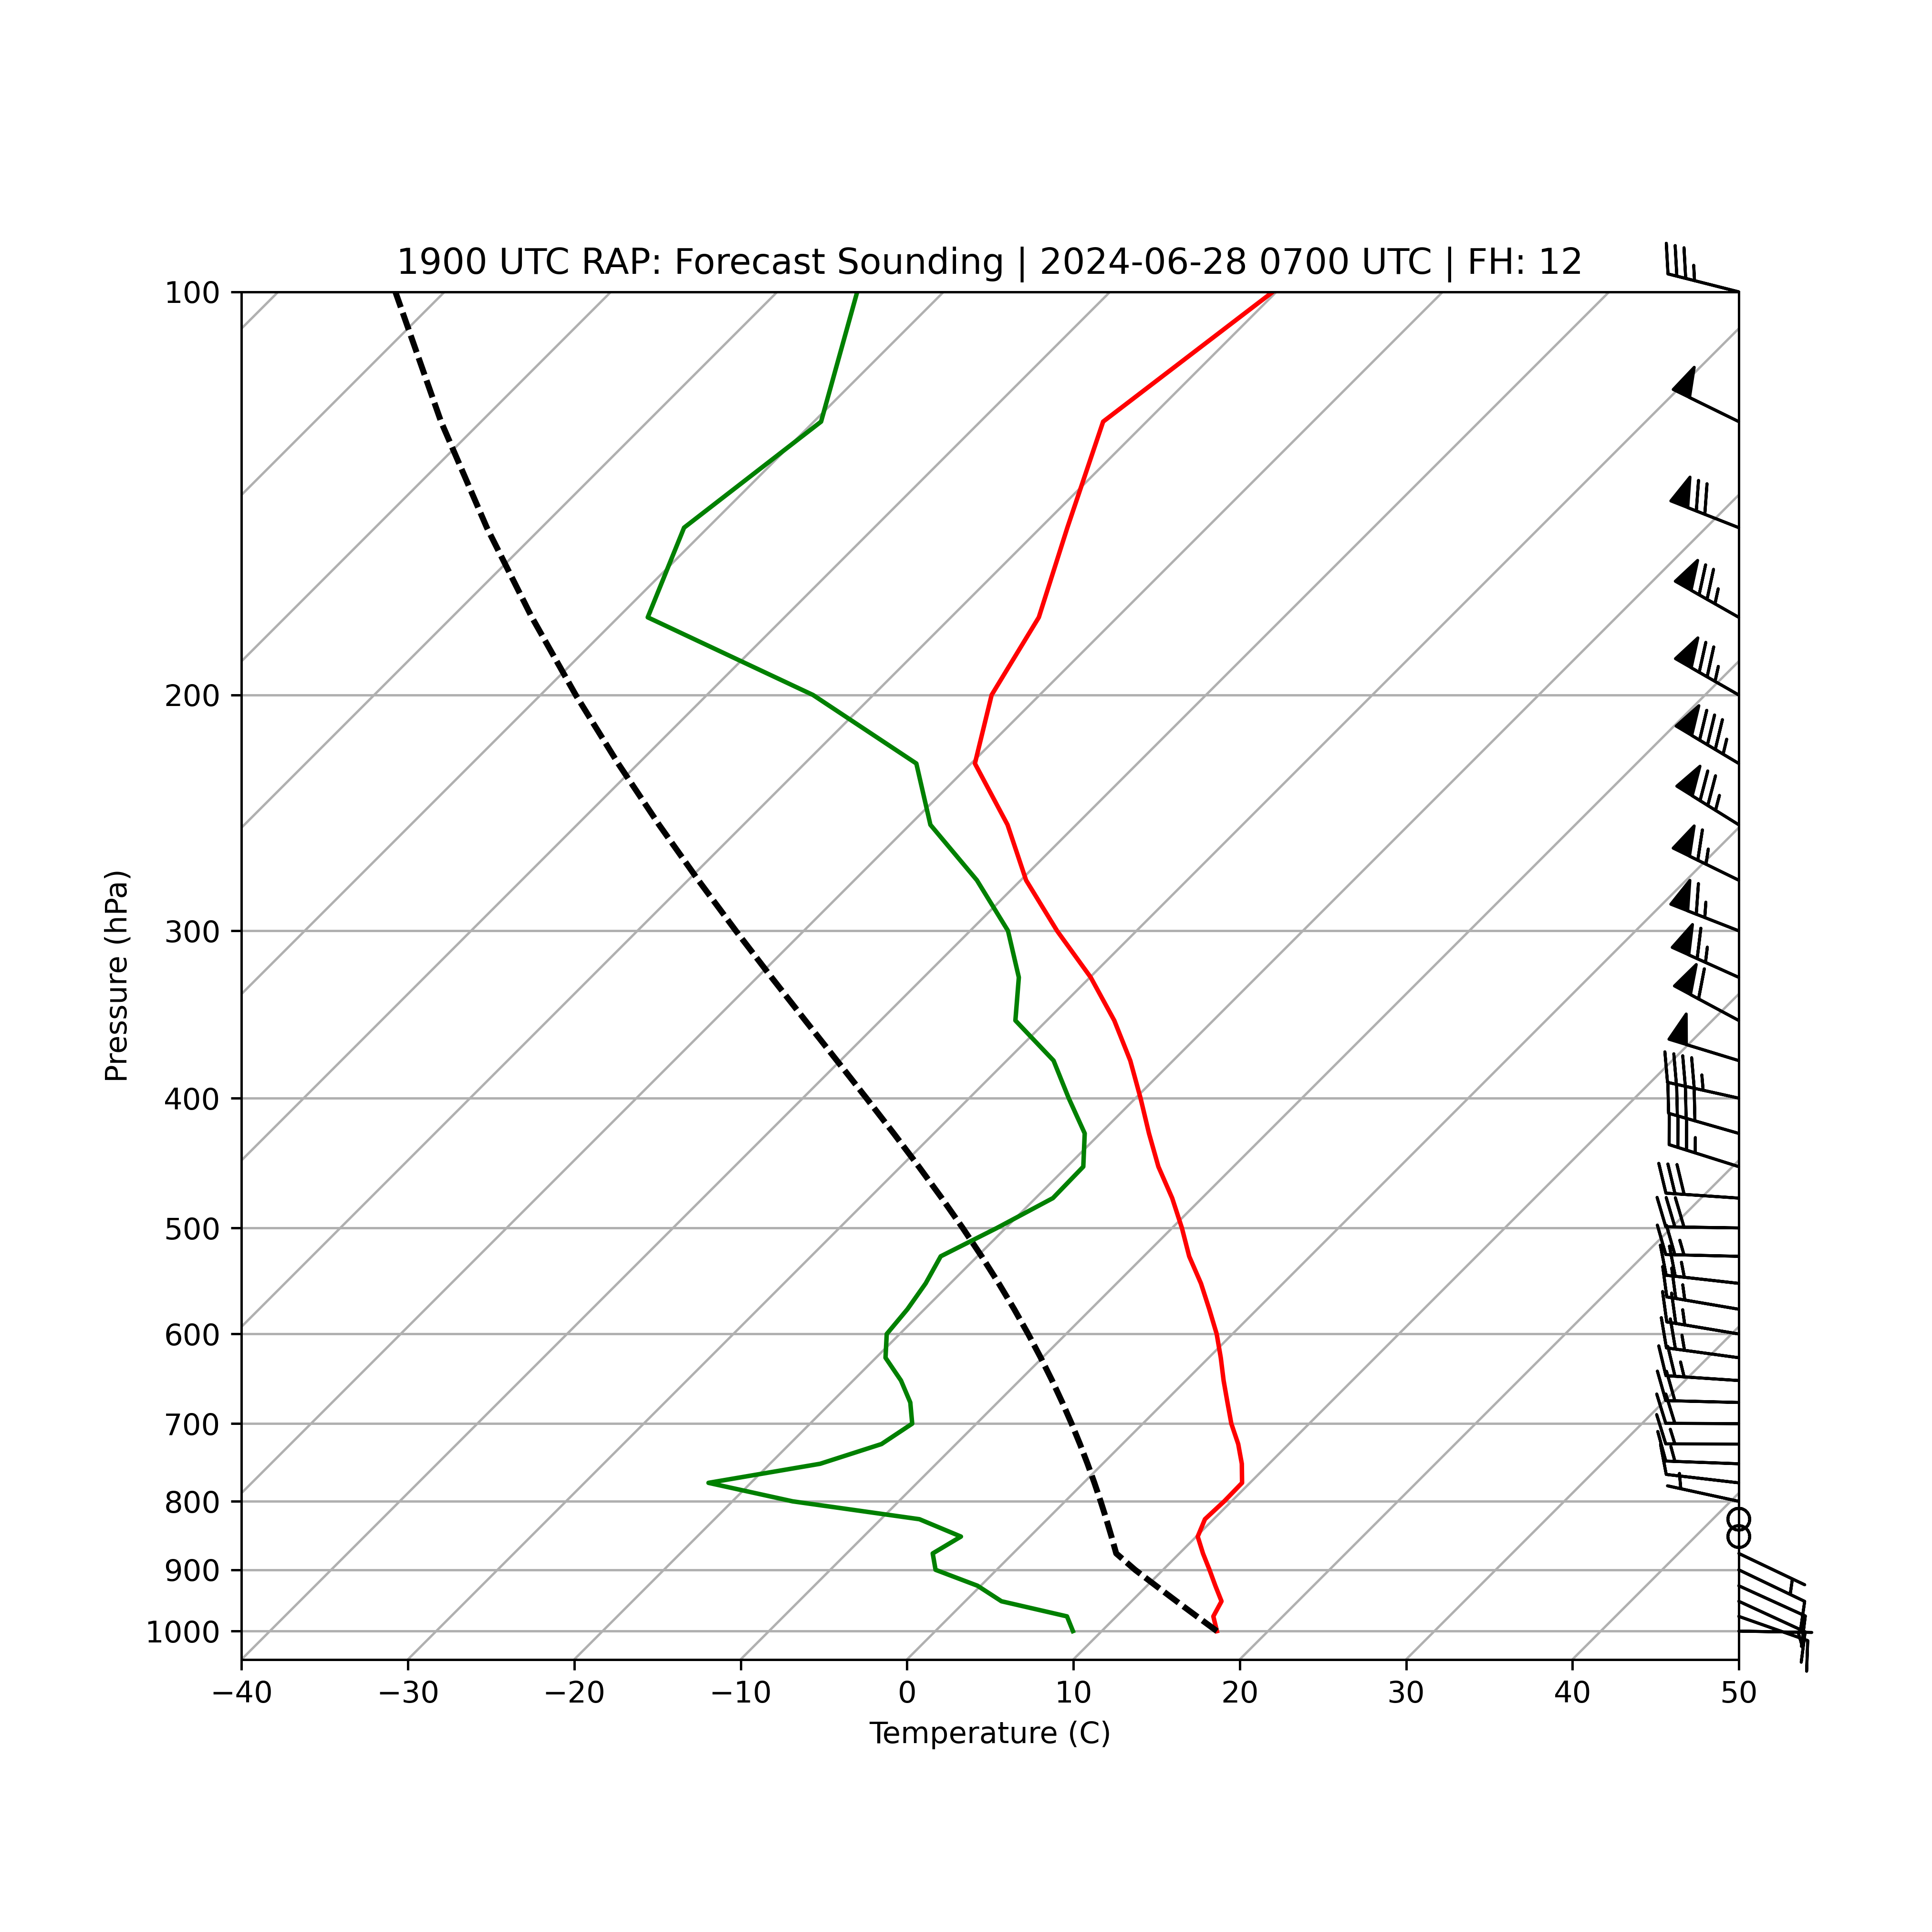 1900 UTC RAP: Forecast Sounding | 2024-06-28 0700 UTC | FH: 12
100
200
300
400
500
600
700
800
900
1000
Pressure (hPa)
−40 −30 −20 −10 0 10 20 30 40 50
Temperature (C)